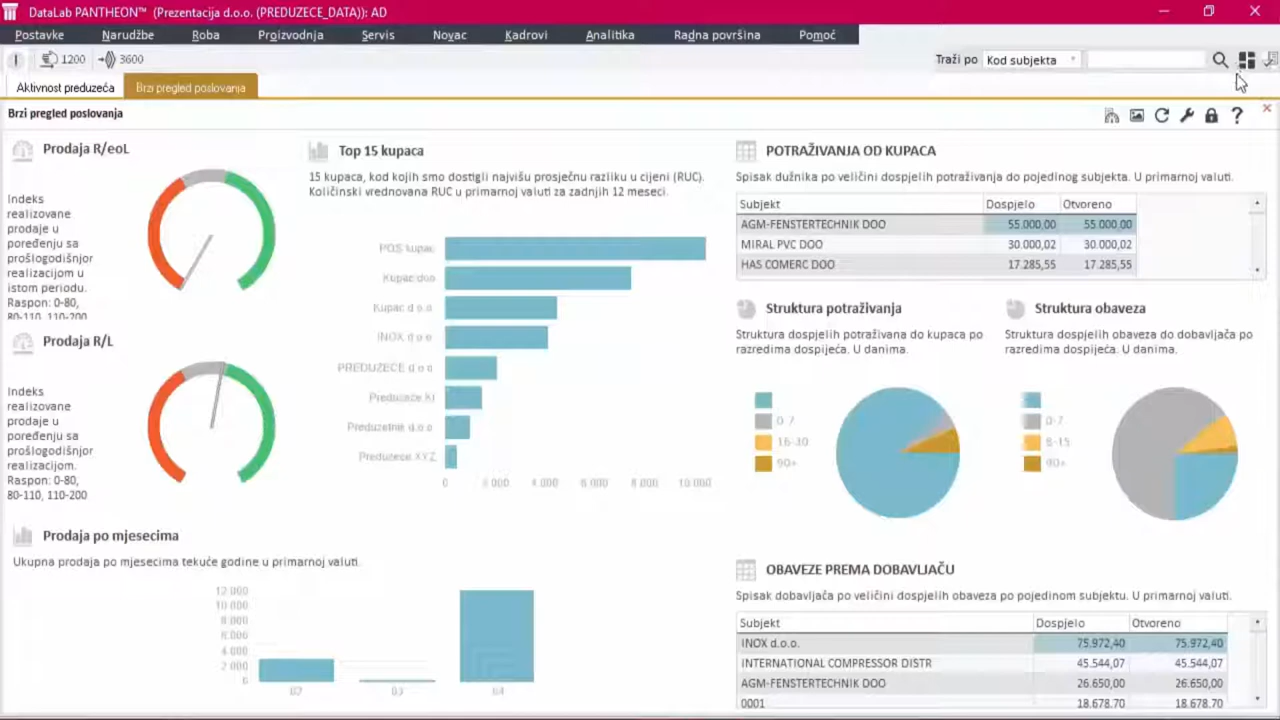 DataLab PANTHEON™ (Prezentacija d.o.o. (PREDUZECE_DATA)): AD
Postavke Narudžbe Roba Proizvodnja Servis Novac Kadrovi Analitika Radna površina Pomoć
1200 3600 Traži po Kod subjekta
Aktivnost preduzeća Brzi pregled poslovanja
Brzi pregled poslovanja
Prodaja R/eoL
Indeks
realizovane
prodaje u
poređenju sa
prošlogodišnjor
realizacijom u
istom periodu.
Raspon: 0-80,
80-110, 110-200
Prodaja R/L
Indeks
realizovane
prodaje u
poređenju sa
prošlogodišnjor
realizacijom.
Raspon: 0-80,
80-110, 110-200
Top 15 kupaca
15 kupaca, kod kojih smo dostigli najvišu prosječnu razliku u cijeni (RUC).
Količinski vrednovana RUC u primarnoj valuti za zadnjih 12 meseci.
POS kupac
Kupac doo
Kupac d.o.o.
INOX d.o.o.
PREDUZECE d.o.o.
Preduzece Kr
Preduzetnik d.o.o.
Preduzece XYZ
0 4 000 6 000 8 000 10 000
Prodaja po mjesecima
Ukupna prodaja po mjesecima tekuće godine u primarnoj valuti.
12 000
10 000
8 000
6 000
4 000
2 000
0
02 03 04
POTRAŽIVANJA OD KUPACA
Spisak dužnika po veličini dospjelih potraživanja do pojedinog subjekta. U primarnoj valuti.
Subjekt Dospjelo Otvoreno
AGM-FENSTERTECHNIK DOO 55.000,00 55.000,00
MIRAL PVC DOO 30.000,02 30.000,02
HAS COMERC DOO 17.285,55 17.285,55
Struktura potraživanja
Struktura dospjelih potraživana do kupaca po
razredima dospijeća. U danima.
0-7
16-30
90+
Struktura obaveza
Struktura dospjelih obaveza do dobavljača po
razredima dospijeća. U danima.
0-7
8-15
90+
OBAVEZE PREMA DOBAVLJAČU
Spisak dobavljača po veličini dospjelih obaveza po pojedinom subjektu. U primarnoj valuti.
Subjekt Dospjelo Otvoreno
INOX d.o.o. 75.972,40 75.972,40
INTERNATIONAL COMPRESSOR DISTR 45.544,07 45.544,07
AGM-FENSTERTECHNIK DOO 26.650,00 26.650,00
0001 18.678,70 18.678,70